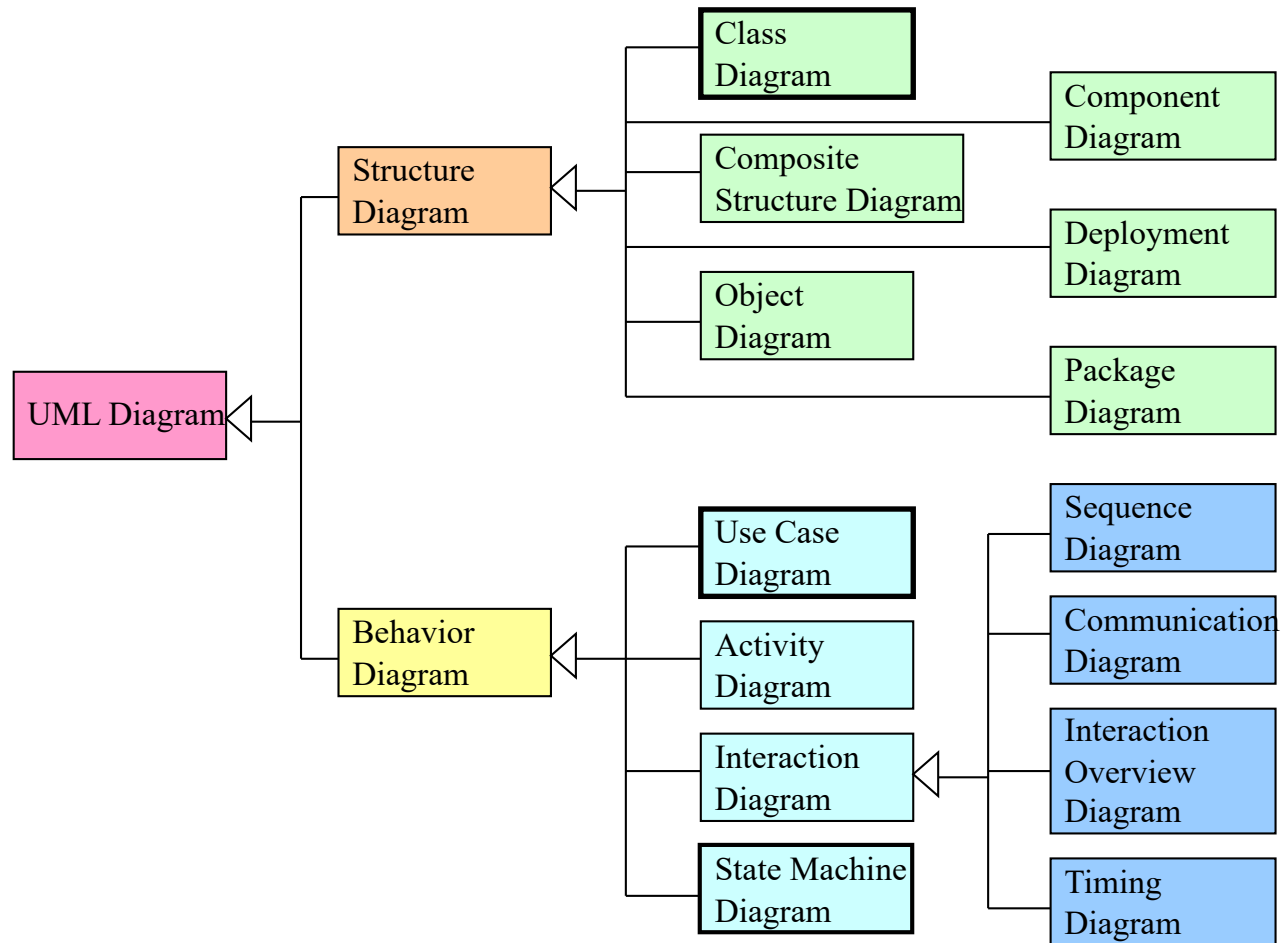 Class
Diagram
Component
Diagram
Structure
Diagram
Composite
Structure Diagram
Deployment
Diagram
Object
Diagram
Package
Diagram
UML Diagram
Use Case
Diagram
Sequence
Diagram
Behavior
Diagram
Activity
Diagram
Communication
Diagram
Interaction
Diagram
Interaction
Overview
Diagram
State Machine
Diagram
Timing
Diagram